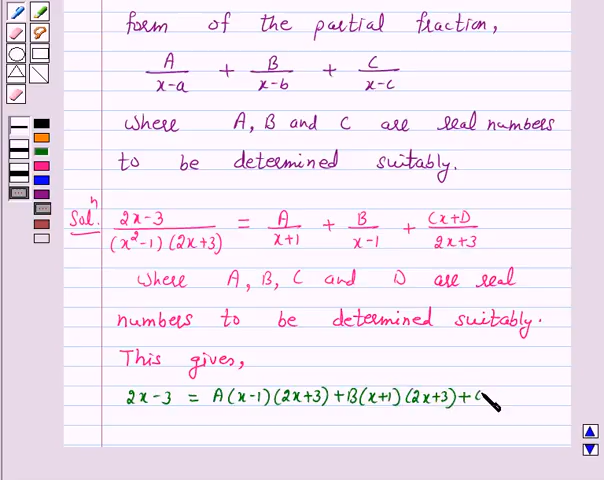 form of the partial fraction,
A/(x-a) + B/(x-b) + C/(x-c)
where A, B and C are real numbers
to be determined suitably.
Solⁿ. (2x-3)/((x²-1)(2x+3)) = A/(x+1) + B/(x-1) + (Cx+D)/(2x+3)
where A, B, C and D are real
numbers to be determined suitably.
This gives,
2x-3 = A(x-1)(2x+3)+B(x+1)(2x+3)+(